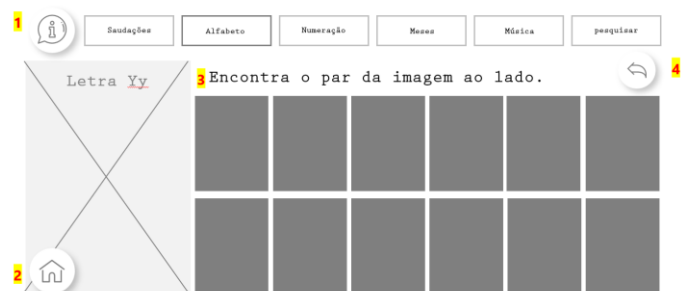 1
Saudações
Alfabeto
Numeração
Meses
Música
pesquisar
Letra Yy
3 Encontra o par da imagem ao lado.
4
2